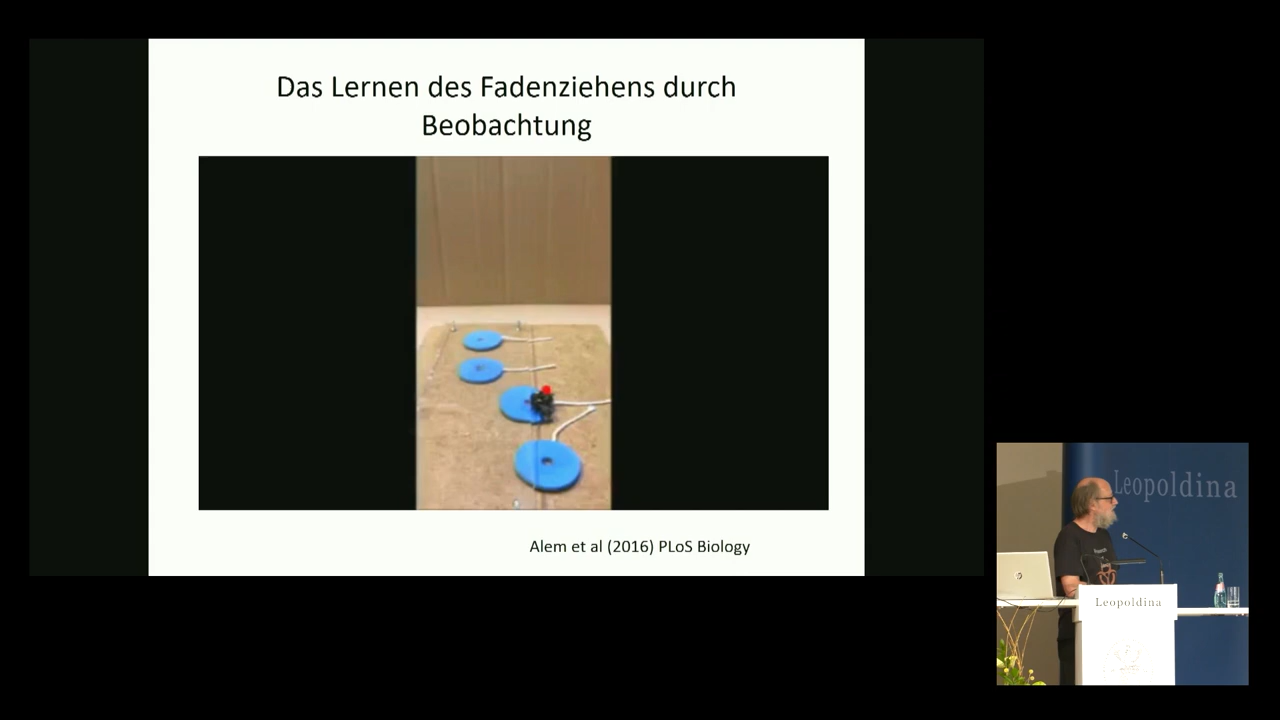 Das Lernen des Fadenziehens durch
Beobachtung
Alem et al (2016) PLoS Biology
Leopoldina
Leopoldina